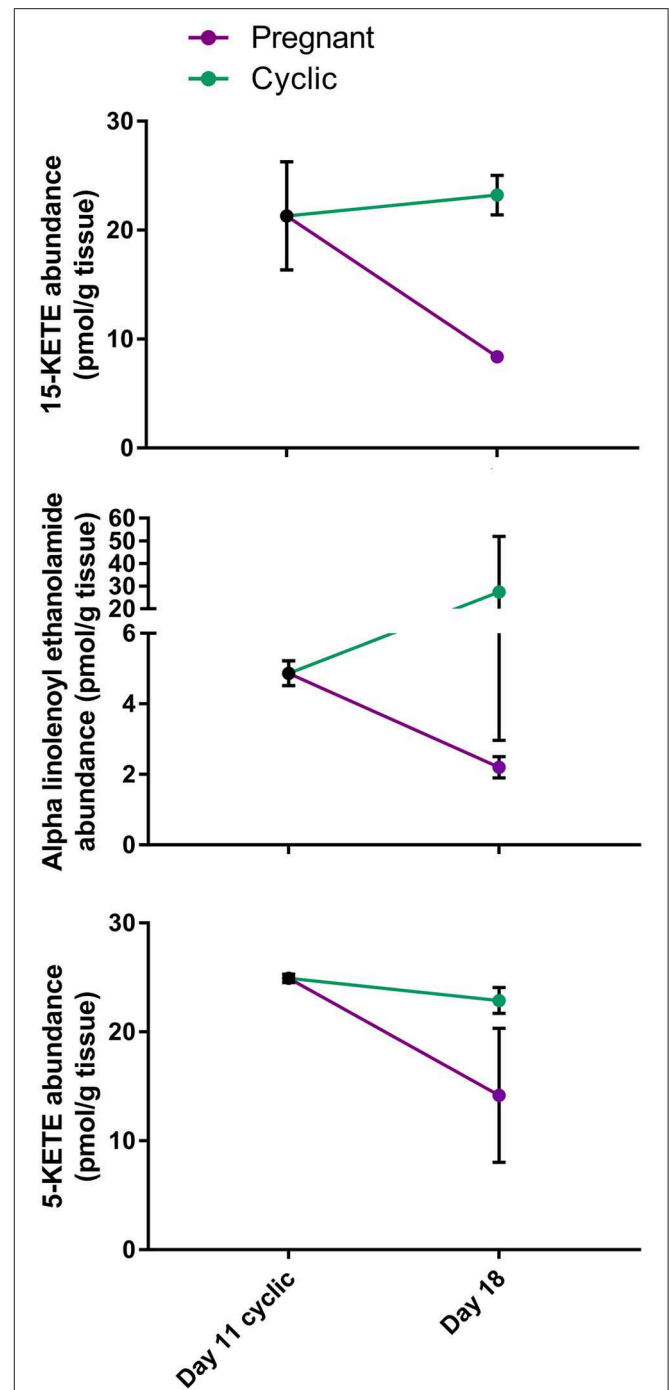 Pregnant
Cyclic
30
20
10
0
15-KETE abundance
(pmol/g tissue)
60
50
40
30
20
6
4
2
0
Alpha linolenoyl ethanolamide
abundance (pmol/g tissue)
30
20
10
0
5-KETE abundance
(pmol/g tissue)
Day 11 cyclic
Day 18